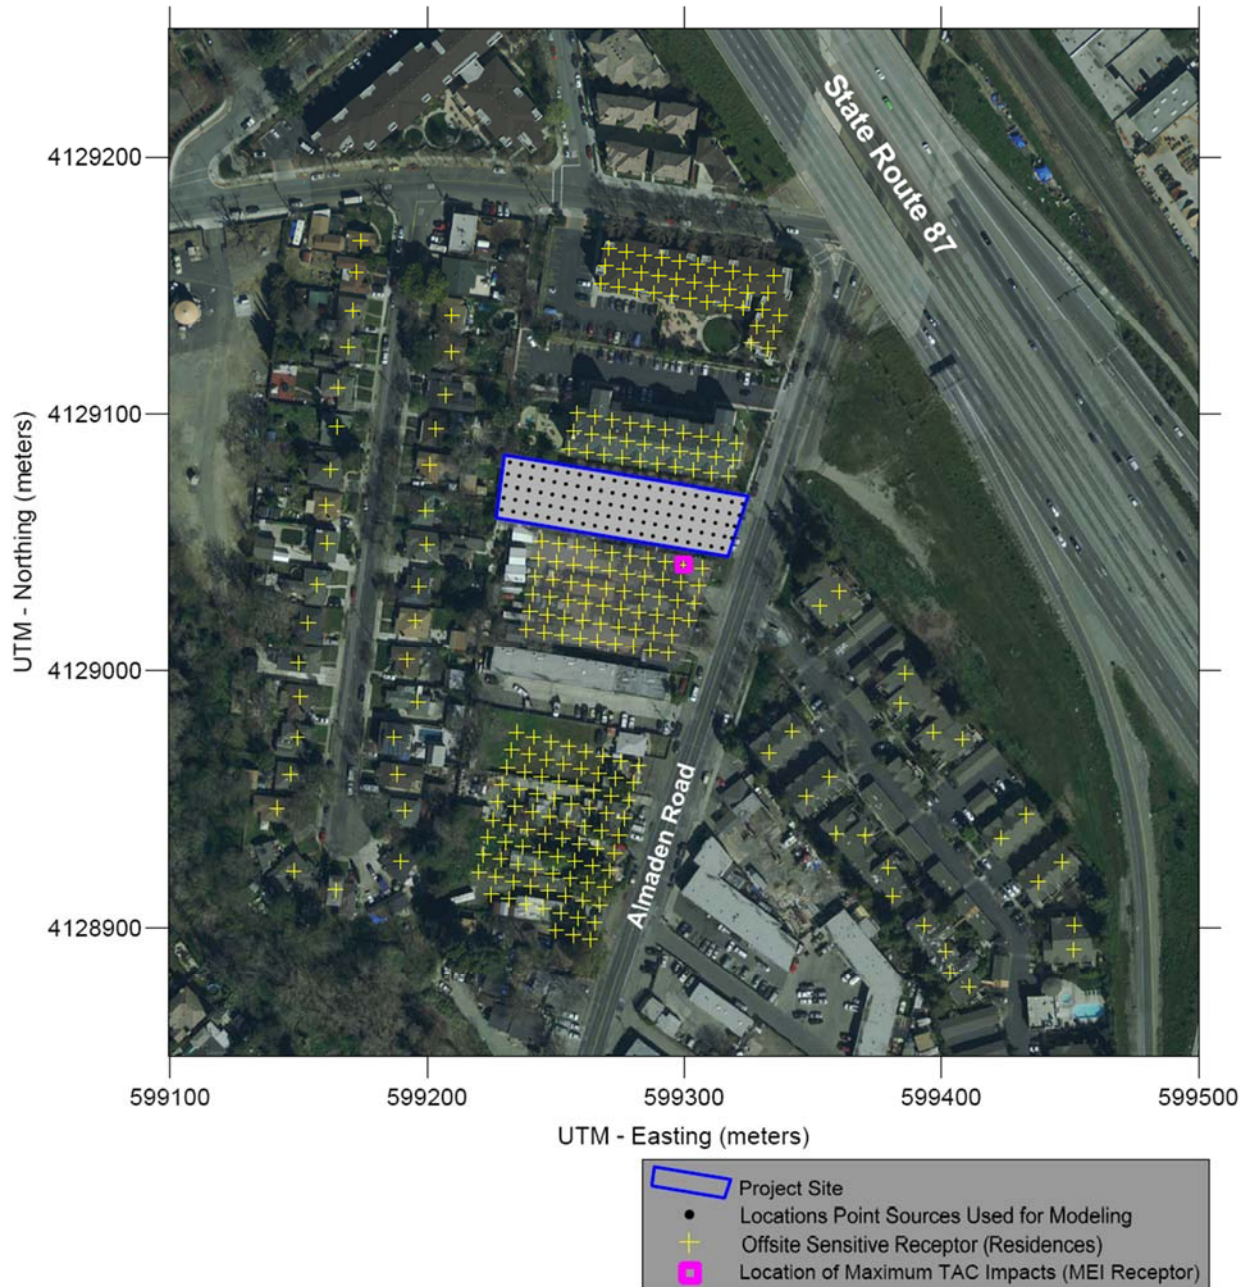 State Route 87
4129200
4129100
UTM - Northing (meters)
4129000
Almaden Road
4128900
599100 599200 599300 599400 599500
UTM - Easting (meters)
Project Site
Locations Point Sources Used for Modeling
Offsite Sensitive Receptor (Residences)
Location of Maximum TAC Impacts (MEI Receptor)